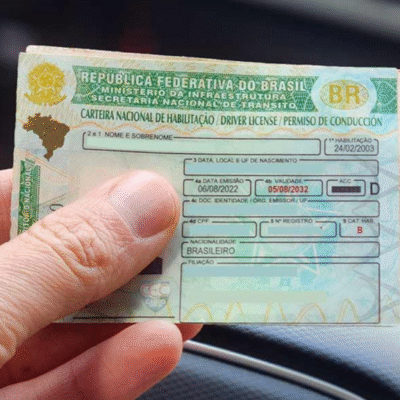 REPÚBLICA FEDERATIVA DO BRASIL
MINISTÉRIO DA INFRAESTRUTURA
SECRETARIA NACIONAL DE TRÂNSITO
BR
CARTEIRA NACIONAL DE HABILITAÇÃO / DRIVER LICENSE / PERMISO DE CONDUCCIÓN
2 e 1 NOME E SOBRENOME
1ª HABILITAÇÃO
24/02/2003
3 DATA, LOCAL E UF DE NASCIMENTO
4a DATA EMISSÃO
4b VALIDADE
ACC
06/08/2022
05/08/2032
D
4c DOC. IDENTIDADE / ÓRG. EMISSOR / UF
4d CPF
5 Nº REGISTRO
9 CAT. HAB.
B
NACIONALIDADE
BRASILEIRO
FILIAÇÃO